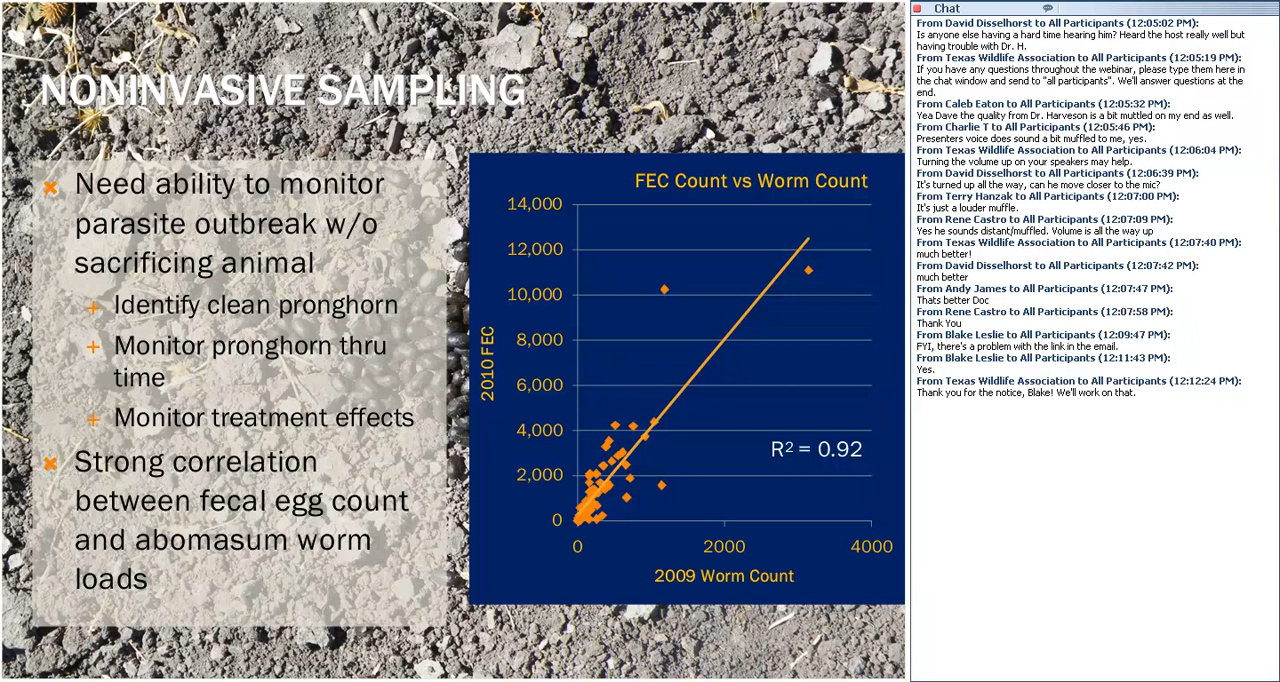 NONINVASIVE SAMPLING
Need ability to monitor
parasite outbreak w/o
sacrificing animal
Identify clean pronghorn
Monitor pronghorn thru
time
Monitor treatment effects
Strong correlation
between fecal egg count
and abomasum worm
loads
FEC Count vs Worm Count
14,000
12,000
10,000
8,000
6,000
4,000
2,000
0
2010 FEC
R² = 0.92
0 2000 4000
2009 Worm Count
Chat
From David Disselhorst to All Participants (12:05:02 PM):
Is anyone else having a hard time hearing him? Heard the host really well but
having trouble with Dr. H.
From Texas Wildlife Association to All Participants (12:05:19 PM):
If you have any questions throughout the webinar, please type them here in
the chat window and send to "all participants". We'll answer questions at the
end.
From Caleb Eaton to All Participants (12:05:32 PM):
Yea Dave the quality from Dr. Harveson is a bit muttled on my end as well.
From Charlie T to All Participants (12:05:46 PM):
Presenters voice does sound a bit muffled to me, yes.
From Texas Wildlife Association to All Participants (12:06:04 PM):
Turning the volume up on your speakers may help.
From David Disselhorst to All Participants (12:06:39 PM):
It's turned up all the way, can he move closer to the mic?
From Terry Hanzak to All Participants (12:07:00 PM):
It's just a louder muffle.
From Rene Castro to All Participants (12:07:09 PM):
Yes he sounds distant/muffled. Volume is all the way up
From Texas Wildlife Association to All Participants (12:07:40 PM):
much better!
From David Disselhorst to All Participants (12:07:42 PM):
much better
From Andy James to All Participants (12:07:47 PM):
Thats better Doc
From Rene Castro to All Participants (12:07:58 PM):
Thank You
From Blake Leslie to All Participants (12:09:47 PM):
FYI, there's a problem with the link in the email.
From Blake Leslie to All Participants (12:11:43 PM):
Yes.
From Texas Wildlife Association to All Participants (12:12:24 PM):
Thank you for the notice, Blake! We'll work on that.